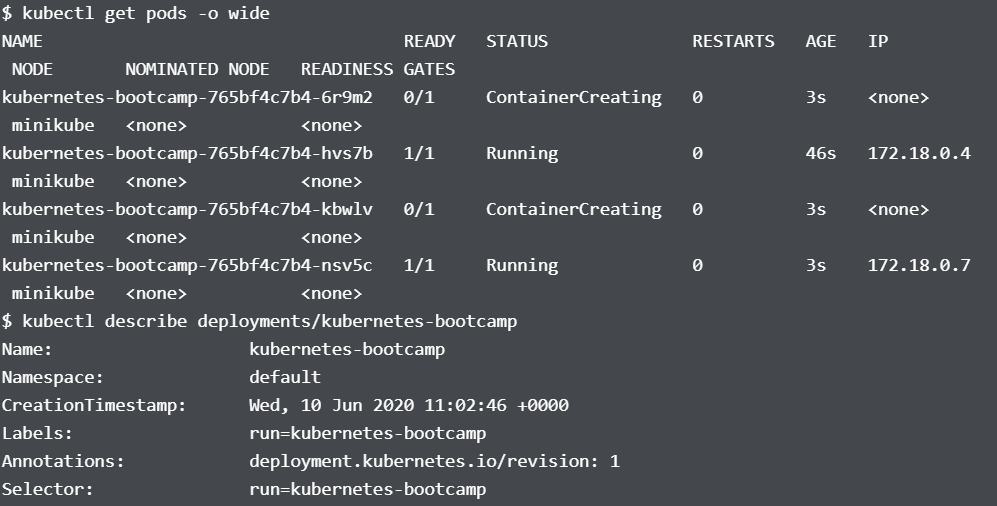 $ kubectl get pods -o wide
NAME                                   READY   STATUS              RESTARTS   AGE   IP
 NODE       NOMINATED NODE   READINESS GATES
kubernetes-bootcamp-765bf4c7b4-6r9m2   0/1     ContainerCreating   0          3s    <none>
 minikube   <none>           <none>
kubernetes-bootcamp-765bf4c7b4-hvs7b   1/1     Running             0          46s   172.18.0.4
 minikube   <none>           <none>
kubernetes-bootcamp-765bf4c7b4-kbwlv   0/1     ContainerCreating   0          3s    <none>
 minikube   <none>           <none>
kubernetes-bootcamp-765bf4c7b4-nsv5c   1/1     Running             0          3s    172.18.0.7
 minikube   <none>           <none>
$ kubectl describe deployments/kubernetes-bootcamp
Name:                   kubernetes-bootcamp
Namespace:              default
CreationTimestamp:      Wed, 10 Jun 2020 11:02:46 +0000
Labels:                 run=kubernetes-bootcamp
Annotations:            deployment.kubernetes.io/revision: 1
Selector:               run=kubernetes-bootcamp